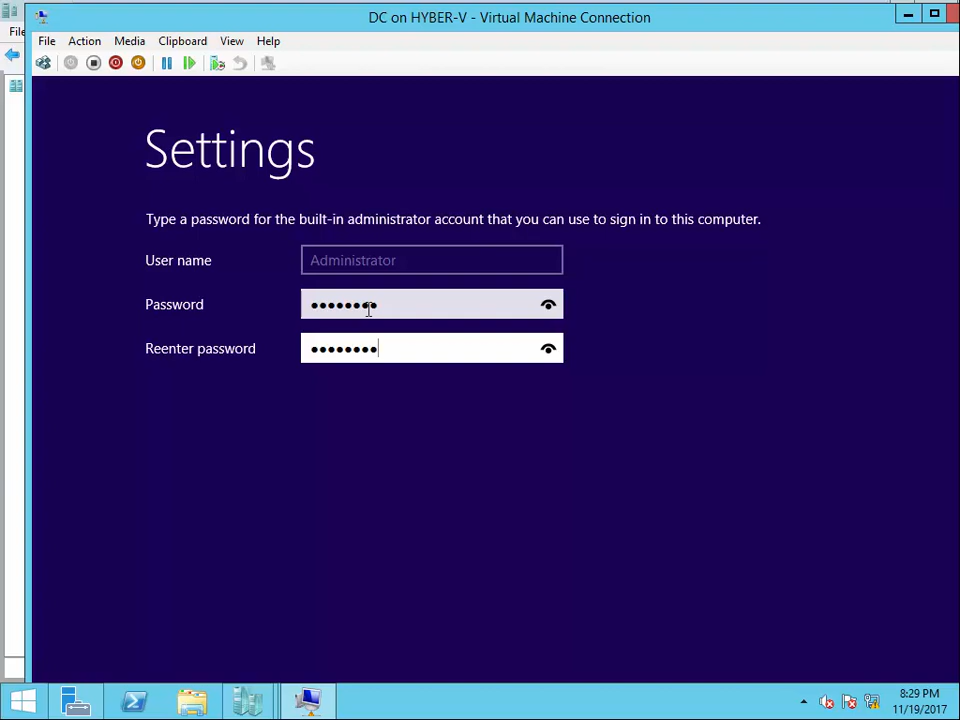 DC on HYBER-V - Virtual Machine Connection
File
File Action Media Clipboard View Help
Settings
Type a password for the built-in administrator account that you can use to sign in to this computer.
User name
Administrator
Password
Reenter password
8:29 PM
11/19/2017